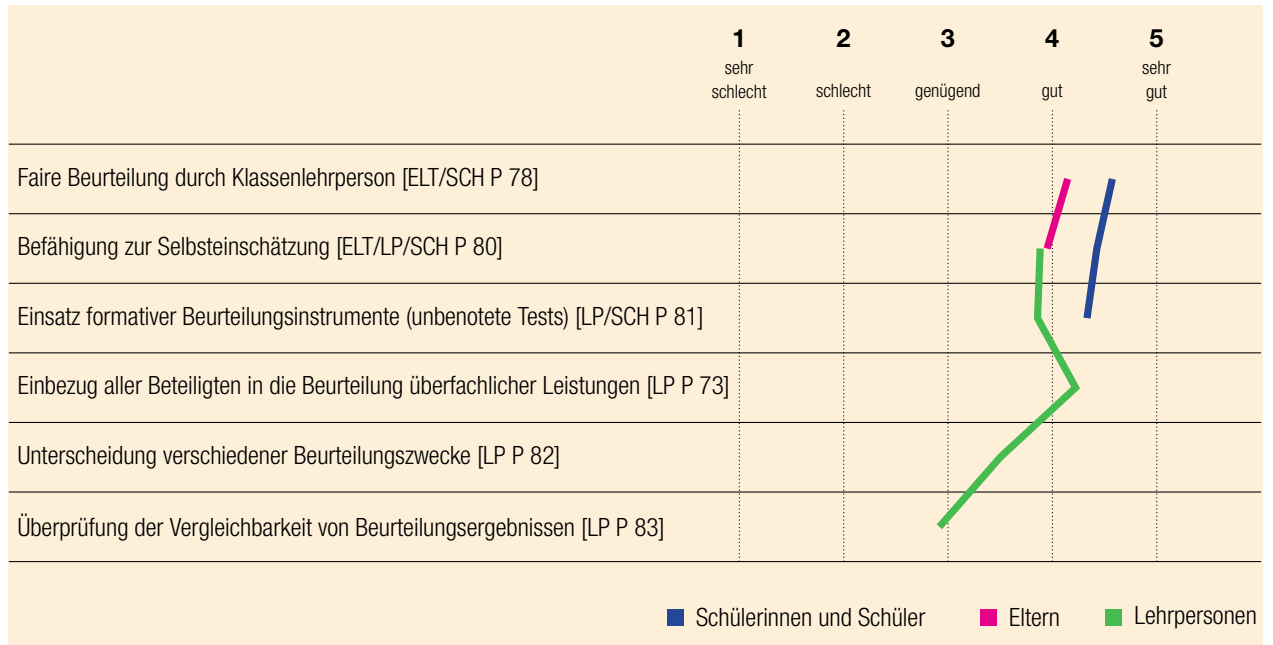 1 2 3 4 5
sehr schlecht schlecht genügend gut sehr gut
Faire Beurteilung durch Klassenlehrperson [ELT/SCH P 78]
Befähigung zur Selbsteinschätzung [ELT/LP/SCH P 80]
Einsatz formativer Beurteilungsinstrumente (unbenotete Tests) [LP/SCH P 81]
Einbezug aller Beteiligten in die Beurteilung überfachlicher Leistungen [LP P 73]
Unterscheidung verschiedener Beurteilungszwecke [LP P 82]
Überprüfung der Vergleichbarkeit von Beurteilungsergebnissen [LP P 83]
Schülerinnen und Schüler Eltern Lehrpersonen